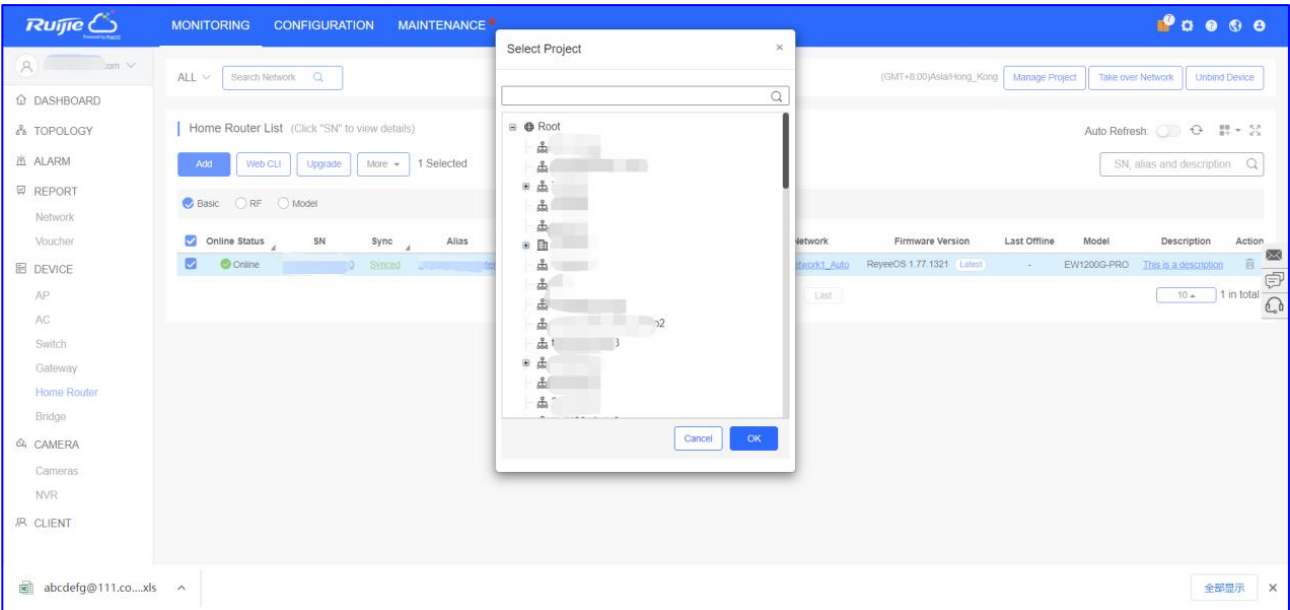 Ruijie
MONITORING CONFIGURATION MAINTENANCE
Select Project
.com
ALL Search Network
(GMT+8:00)Asia/Hong_Kong Manage Project Take over Network Unbind Device
DASHBOARD
Root
TOPOLOGY
Home Router List (Click "SN" to view details)
Auto Refresh:
ALARM
Add Web CLI Upgrade More 1 Selected
SN, alias and description
REPORT
Basic RF Model
Network
Voucher
Online Status SN Sync Alias
etwork Firmware Version Last Offline Model Description Action
DEVICE
Online Synced
etwork1_Auto ReyeeOS 1.77.1321 Latest - EW1200G-PRO This is a description
AP
Last 10 1 in total
AC
Switch
Gateway
Home Router
Bridge
CAMERA
Cancel OK
Cameras
NVR
CLIENT
abcdefg@111.co....xls
全部显示